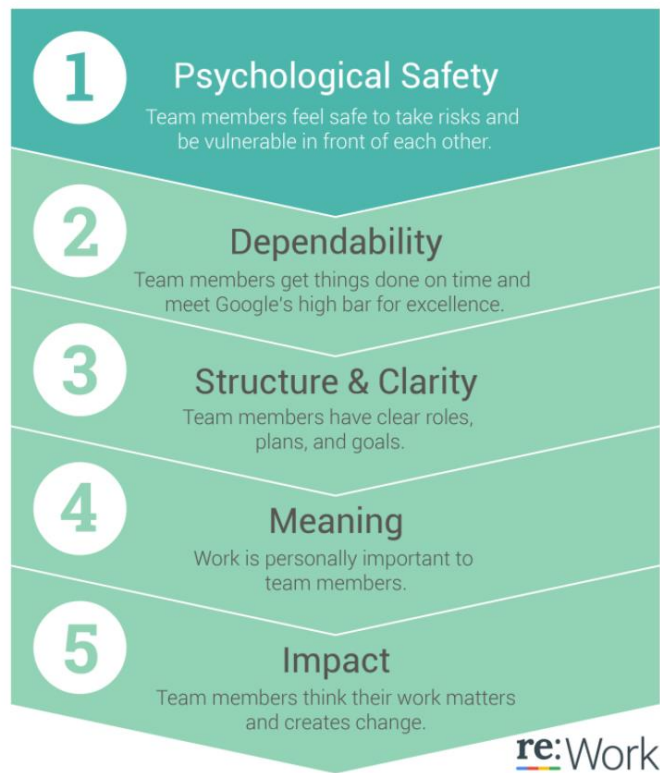 1
Psychological Safety
Team members feel safe to take risks and
be vulnerable in front of each other.
2
Dependability
Team members get things done on time and
meet Google's high bar for excellence.
3
Structure & Clarity
Team members have clear roles,
plans, and goals.
4
Meaning
Work is personally important to
team members.
5
Impact
Team members think their work matters
and creates change.
re:Work